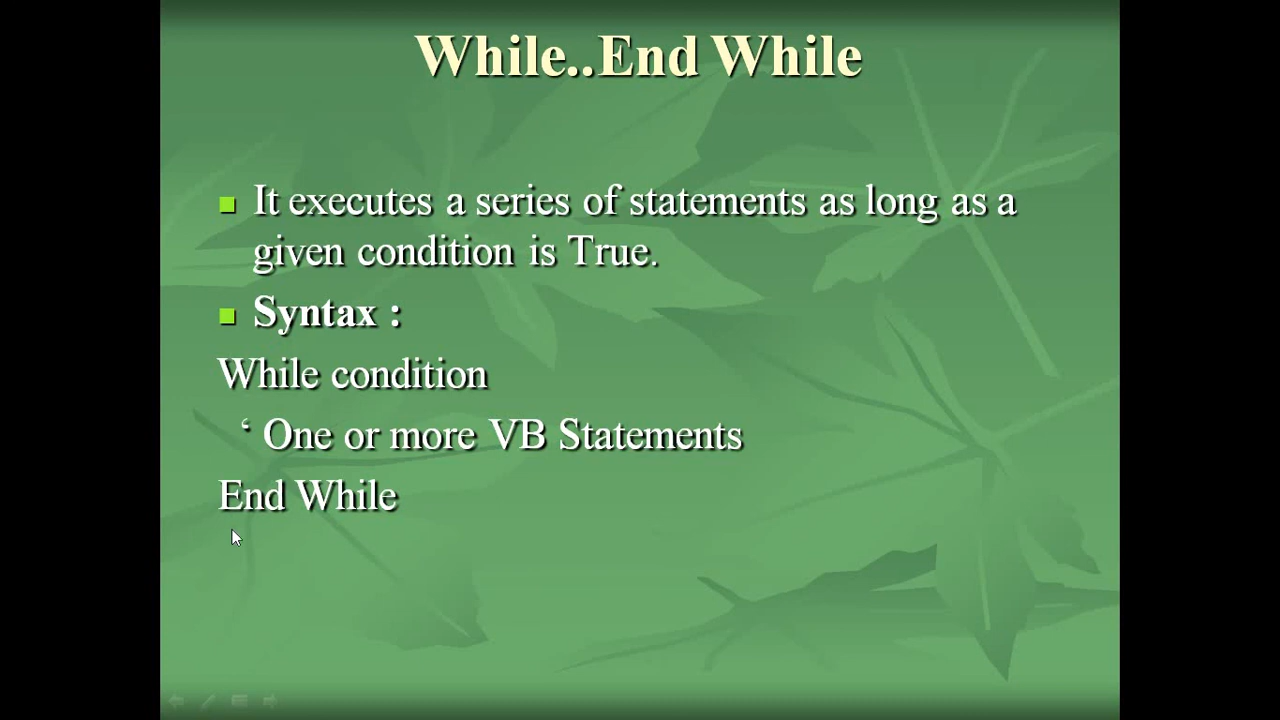 While..End While
It executes a series of statements as long as a
given condition is True.
Syntax :
While condition
‘ One or more VB Statements
End While